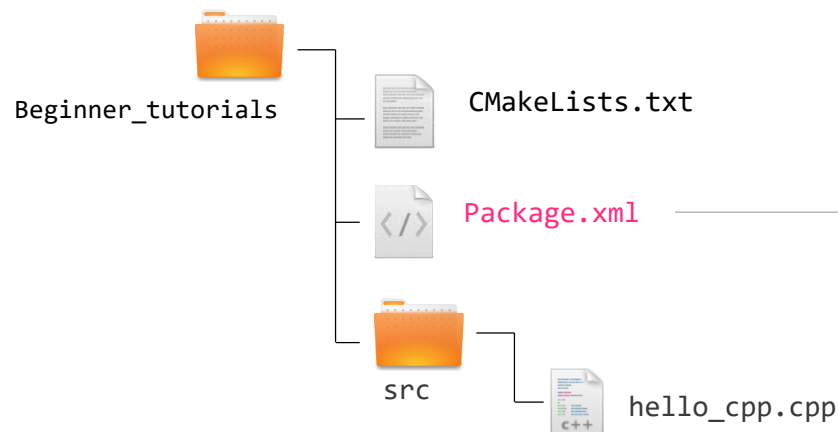 Beginner_tutorials
CMakeLists.txt
</>
Package.xml
src
c++
hello_cpp.cpp